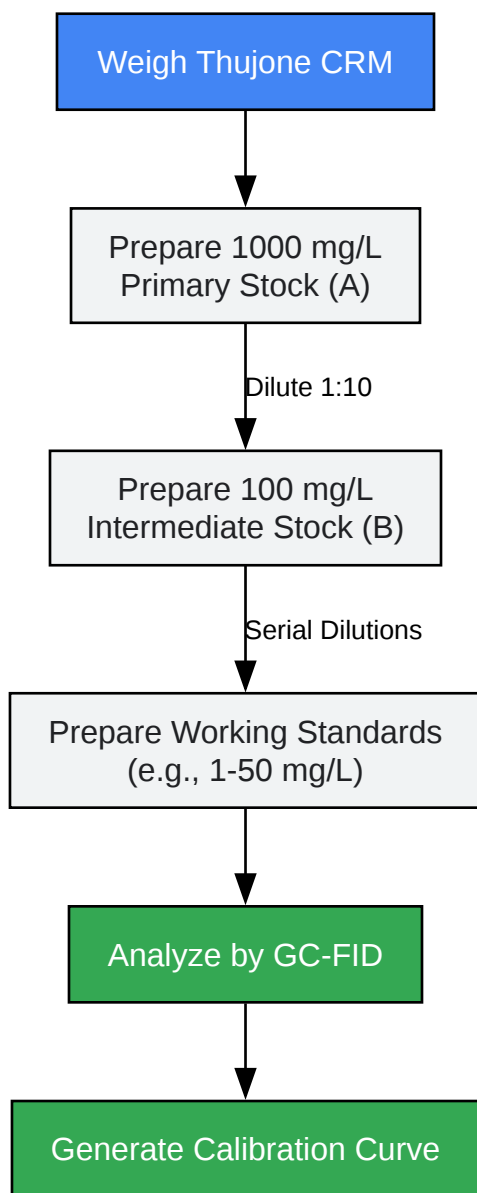 Weigh Thujone CRM
Prepare 1000 mg/L
Primary Stock (A)
Dilute 1:10
Prepare 100 mg/L
Intermediate Stock (B)
Serial Dilutions
Prepare Working Standards
(e.g., 1-50 mg/L)
Analyze by GC-FID
Generate Calibration Curve